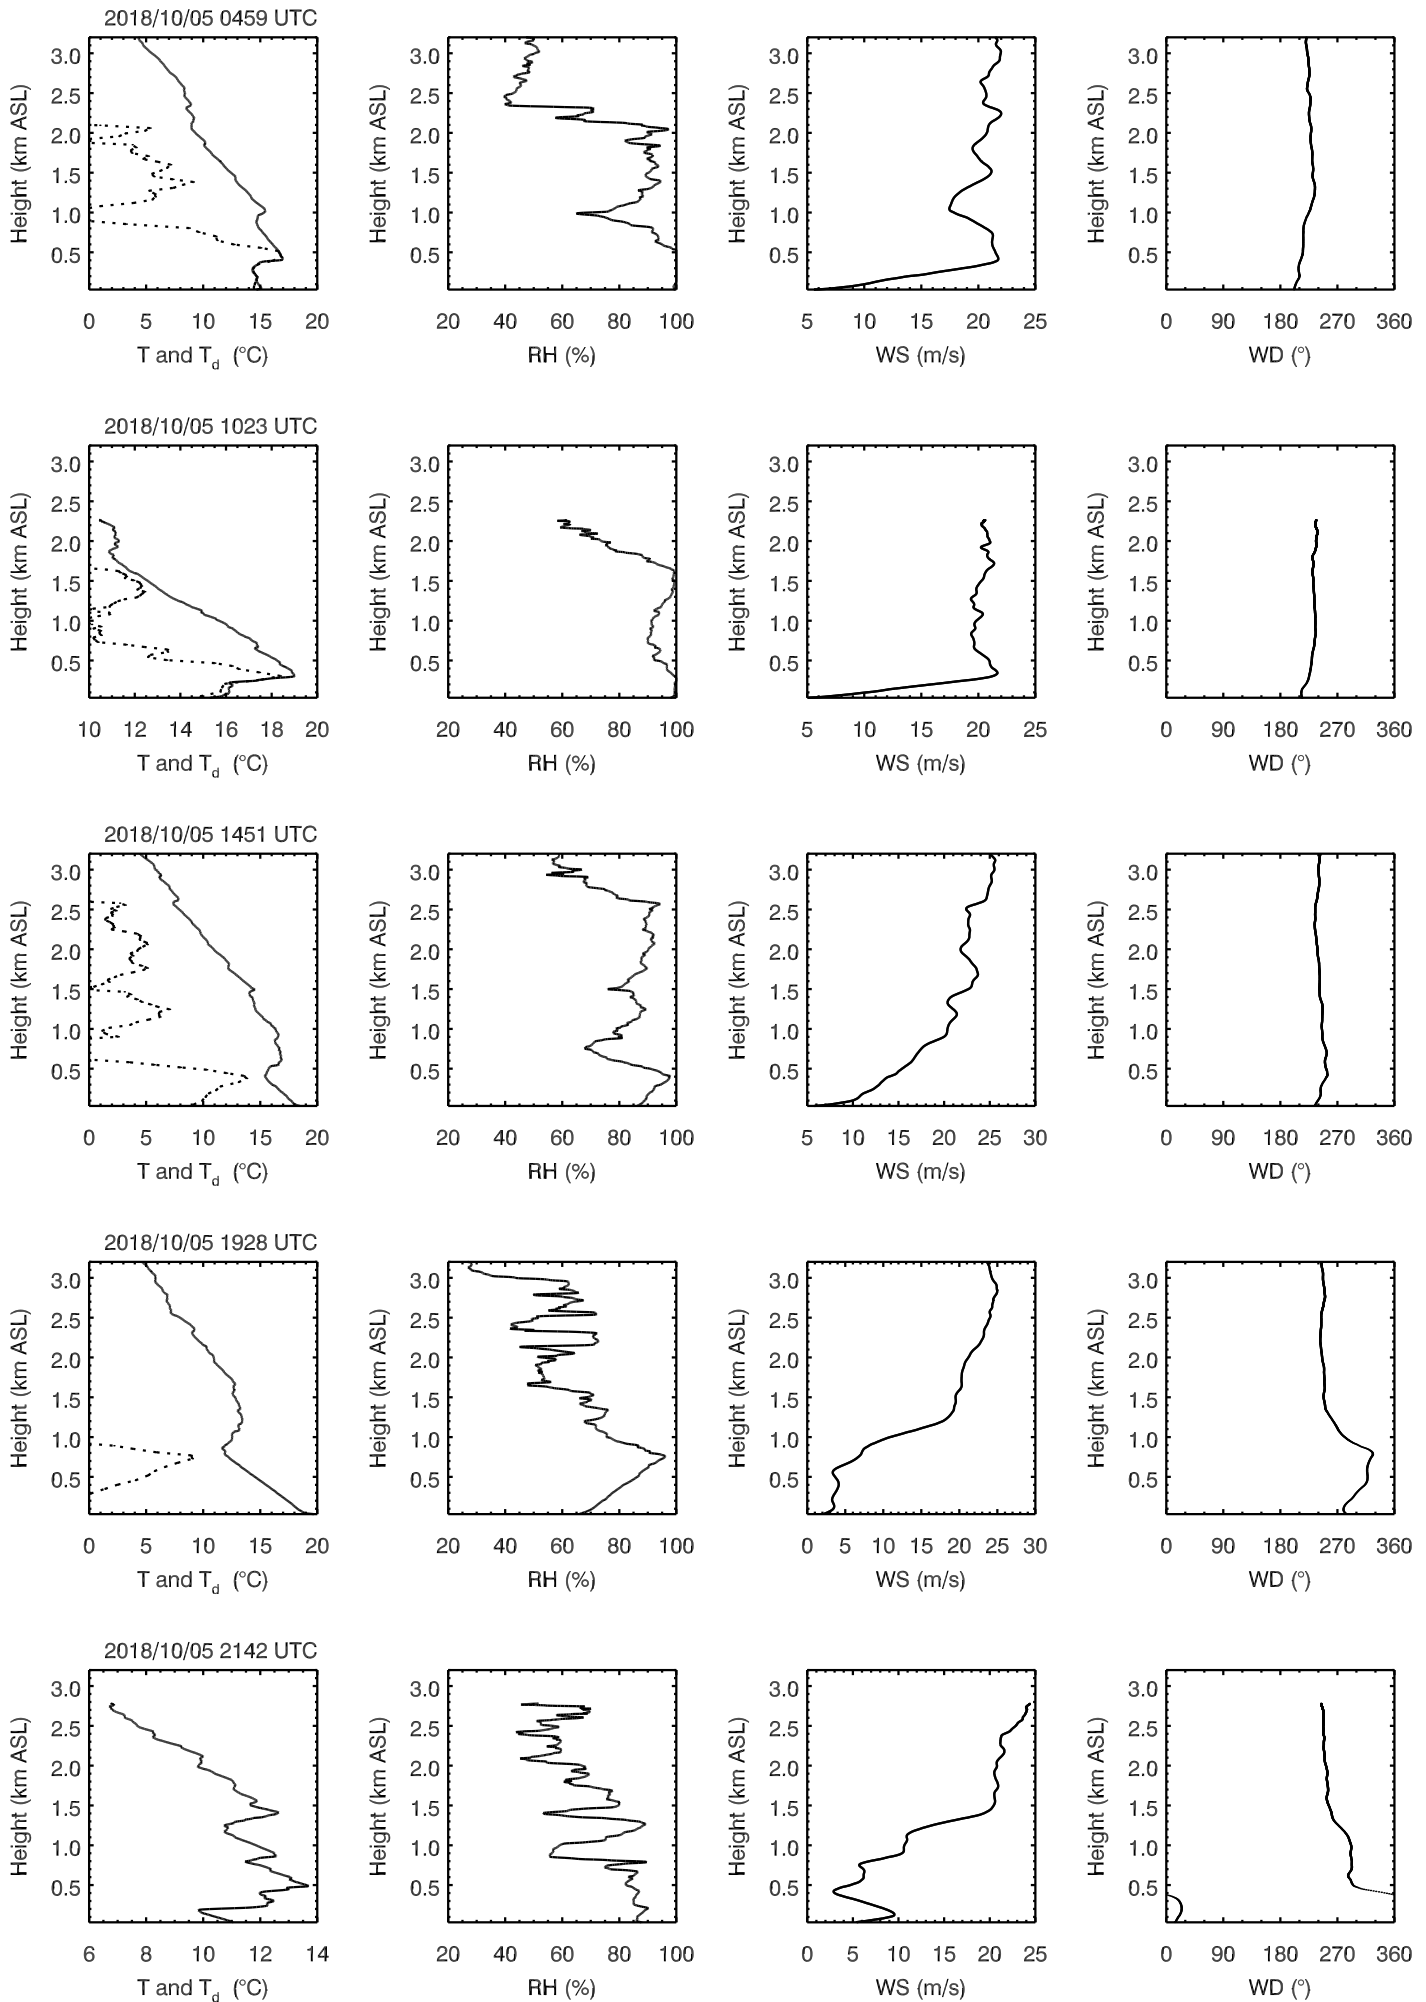 2018/10/05 0459 UTC
Height (km ASL)
3.0
2.5
2.0
1.5
1.0
0.5
0 5 10 15 20
T and Td (°C)
Height (km ASL)
3.0
2.5
2.0
1.5
1.0
0.5
20 40 60 80 100
RH (%)
Height (km ASL)
3.0
2.5
2.0
1.5
1.0
0.5
5 10 15 20 25
WS (m/s)
Height (km ASL)
3.0
2.5
2.0
1.5
1.0
0.5
0 90 180 270 360
WD (°)
2018/10/05 1023 UTC
Height (km ASL)
3.0
2.5
2.0
1.5
1.0
0.5
10 12 14 16 18 20
T and Td (°C)
Height (km ASL)
3.0
2.5
2.0
1.5
1.0
0.5
20 40 60 80 100
RH (%)
Height (km ASL)
3.0
2.5
2.0
1.5
1.0
0.5
5 10 15 20 25
WS (m/s)
Height (km ASL)
3.0
2.5
2.0
1.5
1.0
0.5
0 90 180 270 360
WD (°)
2018/10/05 1451 UTC
Height (km ASL)
3.0
2.5
2.0
1.5
1.0
0.5
0 5 10 15 20
T and Td (°C)
Height (km ASL)
3.0
2.5
2.0
1.5
1.0
0.5
20 40 60 80 100
RH (%)
Height (km ASL)
3.0
2.5
2.0
1.5
1.0
0.5
5 10 15 20 25 30
WS (m/s)
Height (km ASL)
3.0
2.5
2.0
1.5
1.0
0.5
0 90 180 270 360
WD (°)
2018/10/05 1928 UTC
Height (km ASL)
3.0
2.5
2.0
1.5
1.0
0.5
0 5 10 15 20
T and Td (°C)
Height (km ASL)
3.0
2.5
2.0
1.5
1.0
0.5
20 40 60 80 100
RH (%)
Height (km ASL)
3.0
2.5
2.0
1.5
1.0
0.5
0 5 10 15 20 25 30
WS (m/s)
Height (km ASL)
3.0
2.5
2.0
1.5
1.0
0.5
0 90 180 270 360
WD (°)
2018/10/05 2142 UTC
Height (km ASL)
3.0
2.5
2.0
1.5
1.0
0.5
6 8 10 12 14
T and Td (°C)
Height (km ASL)
3.0
2.5
2.0
1.5
1.0
0.5
20 40 60 80 100
RH (%)
Height (km ASL)
3.0
2.5
2.0
1.5
1.0
0.5
0 5 10 15 20 25
WS (m/s)
Height (km ASL)
3.0
2.5
2.0
1.5
1.0
0.5
0 90 180 270 360
WD (°)